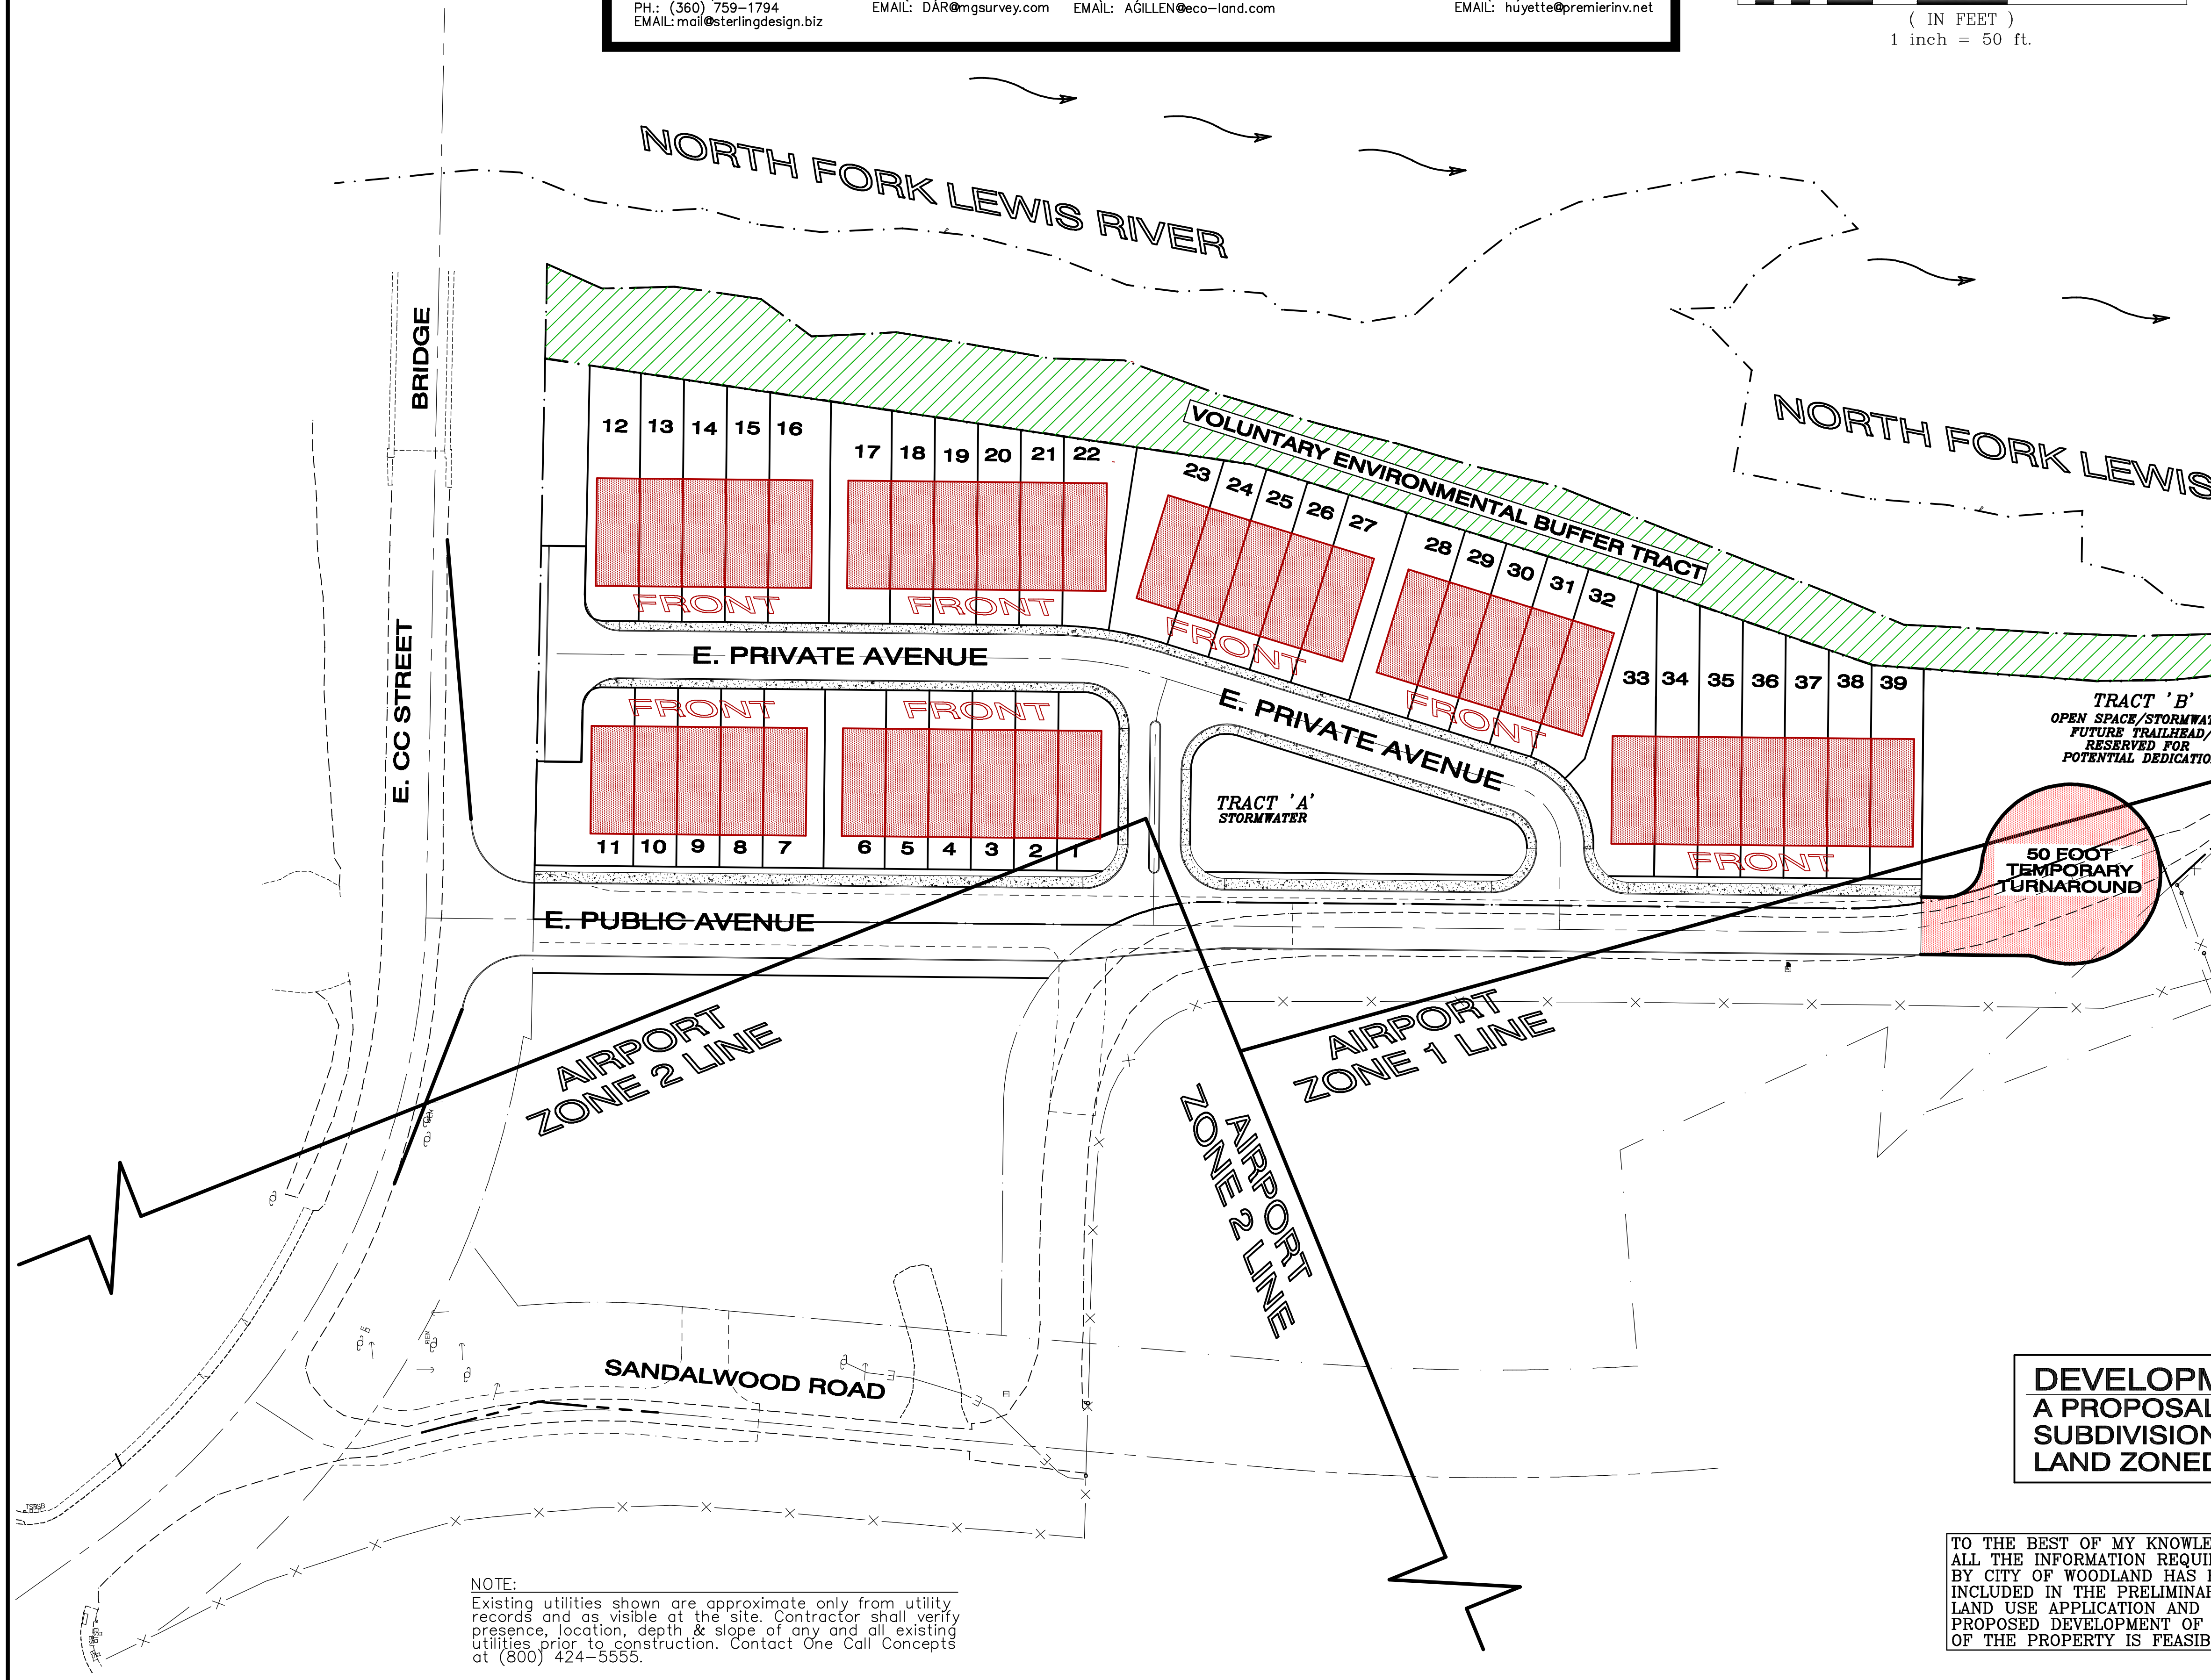 PH.: (360) 759-1794
EMAIL: mail@sterlingdesign.biz
EMAIL: DAR@mgsurvey.com
EMAIL: AGILLEN@eco-land.com
EMAIL: huyette@premierinv.net
( IN FEET )
1 inch = 50 ft.
NORTH FORK LEWIS RIVER
NORTH FORK LEWIS
BRIDGE
E. CC STREET
VOLUNTARY ENVIRONMENTAL BUFFER TRACT
12 13 14 15 16
17 18 19 20 21 22
23 24 25 26 27
28 29 30 31 32
33 34 35 36 37 38 39
FRONT
FRONT
FRONT
FRONT
E. PRIVATE AVENUE
E. PRIVATE AVENUE
FRONT
FRONT
FRONT
11 10 9 8 7
6 5 4 3 2 1
TRACT 'A'
STORMWATER
TRACT 'B'
OPEN SPACE/STORMWAT
FUTURE TRAILHEAD/
RESERVED FOR
POTENTIAL DEDICATIO
50 FOOT
TEMPORARY
TURNAROUND
E. PUBLIC AVENUE
AIRPORT
ZONE 2 LINE
AIRPORT
ZONE 1 LINE
AIRPORT
ZONE 2 LINE
SANDALWOOD ROAD
DEVELOPM
A PROPOSAL
SUBDIVISION
LAND ZONED
NOTE:
Existing utilities shown are approximate only from utility
records and as visible at the site. Contractor shall verify
presence, location, depth & slope of any and all existing
utilities prior to construction. Contact One Call Concepts
at (800) 424-5555.
TO THE BEST OF MY KNOWLE
ALL THE INFORMATION REQUI
BY CITY OF WOODLAND HAS
INCLUDED IN THE PRELIMINAR
LAND USE APPLICATION AND
PROPOSED DEVELOPMENT OF
OF THE PROPERTY IS FEASIB